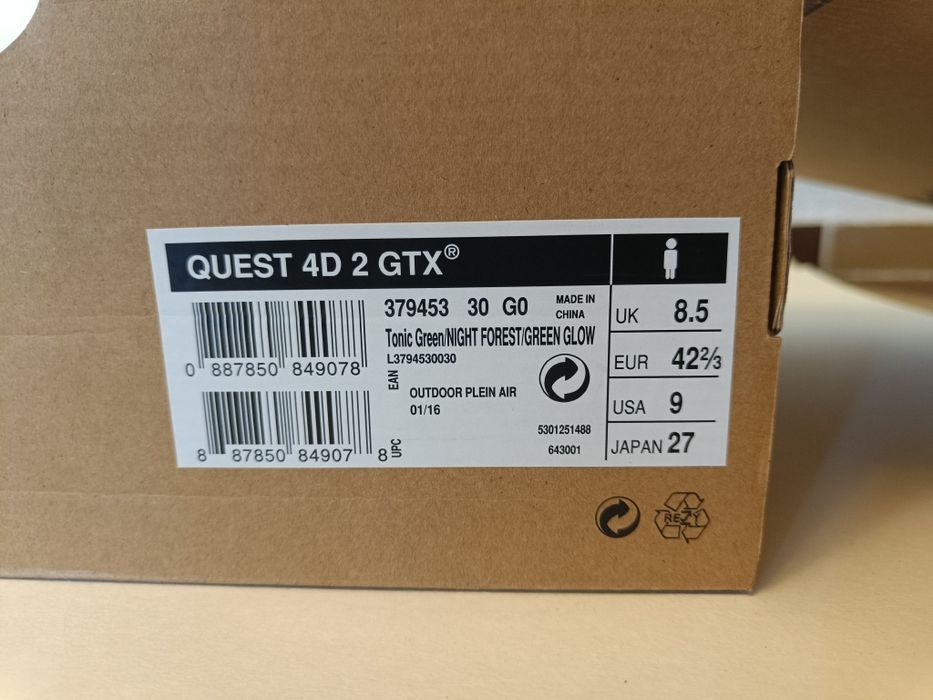 QUEST 4D 2 GTX®
379453 30 G0
MADE IN
CHINA
Tonic Green/NIGHT FOREST/GREEN GLOW
L3794530030
0 887850 849078
EAN
OUTDOOR PLEIN AIR
01/16
5301251488
643001
8 87850 84907 8
UPC
UK 8.5
EUR 42⅔
USA 9
JAPAN 27
REZY